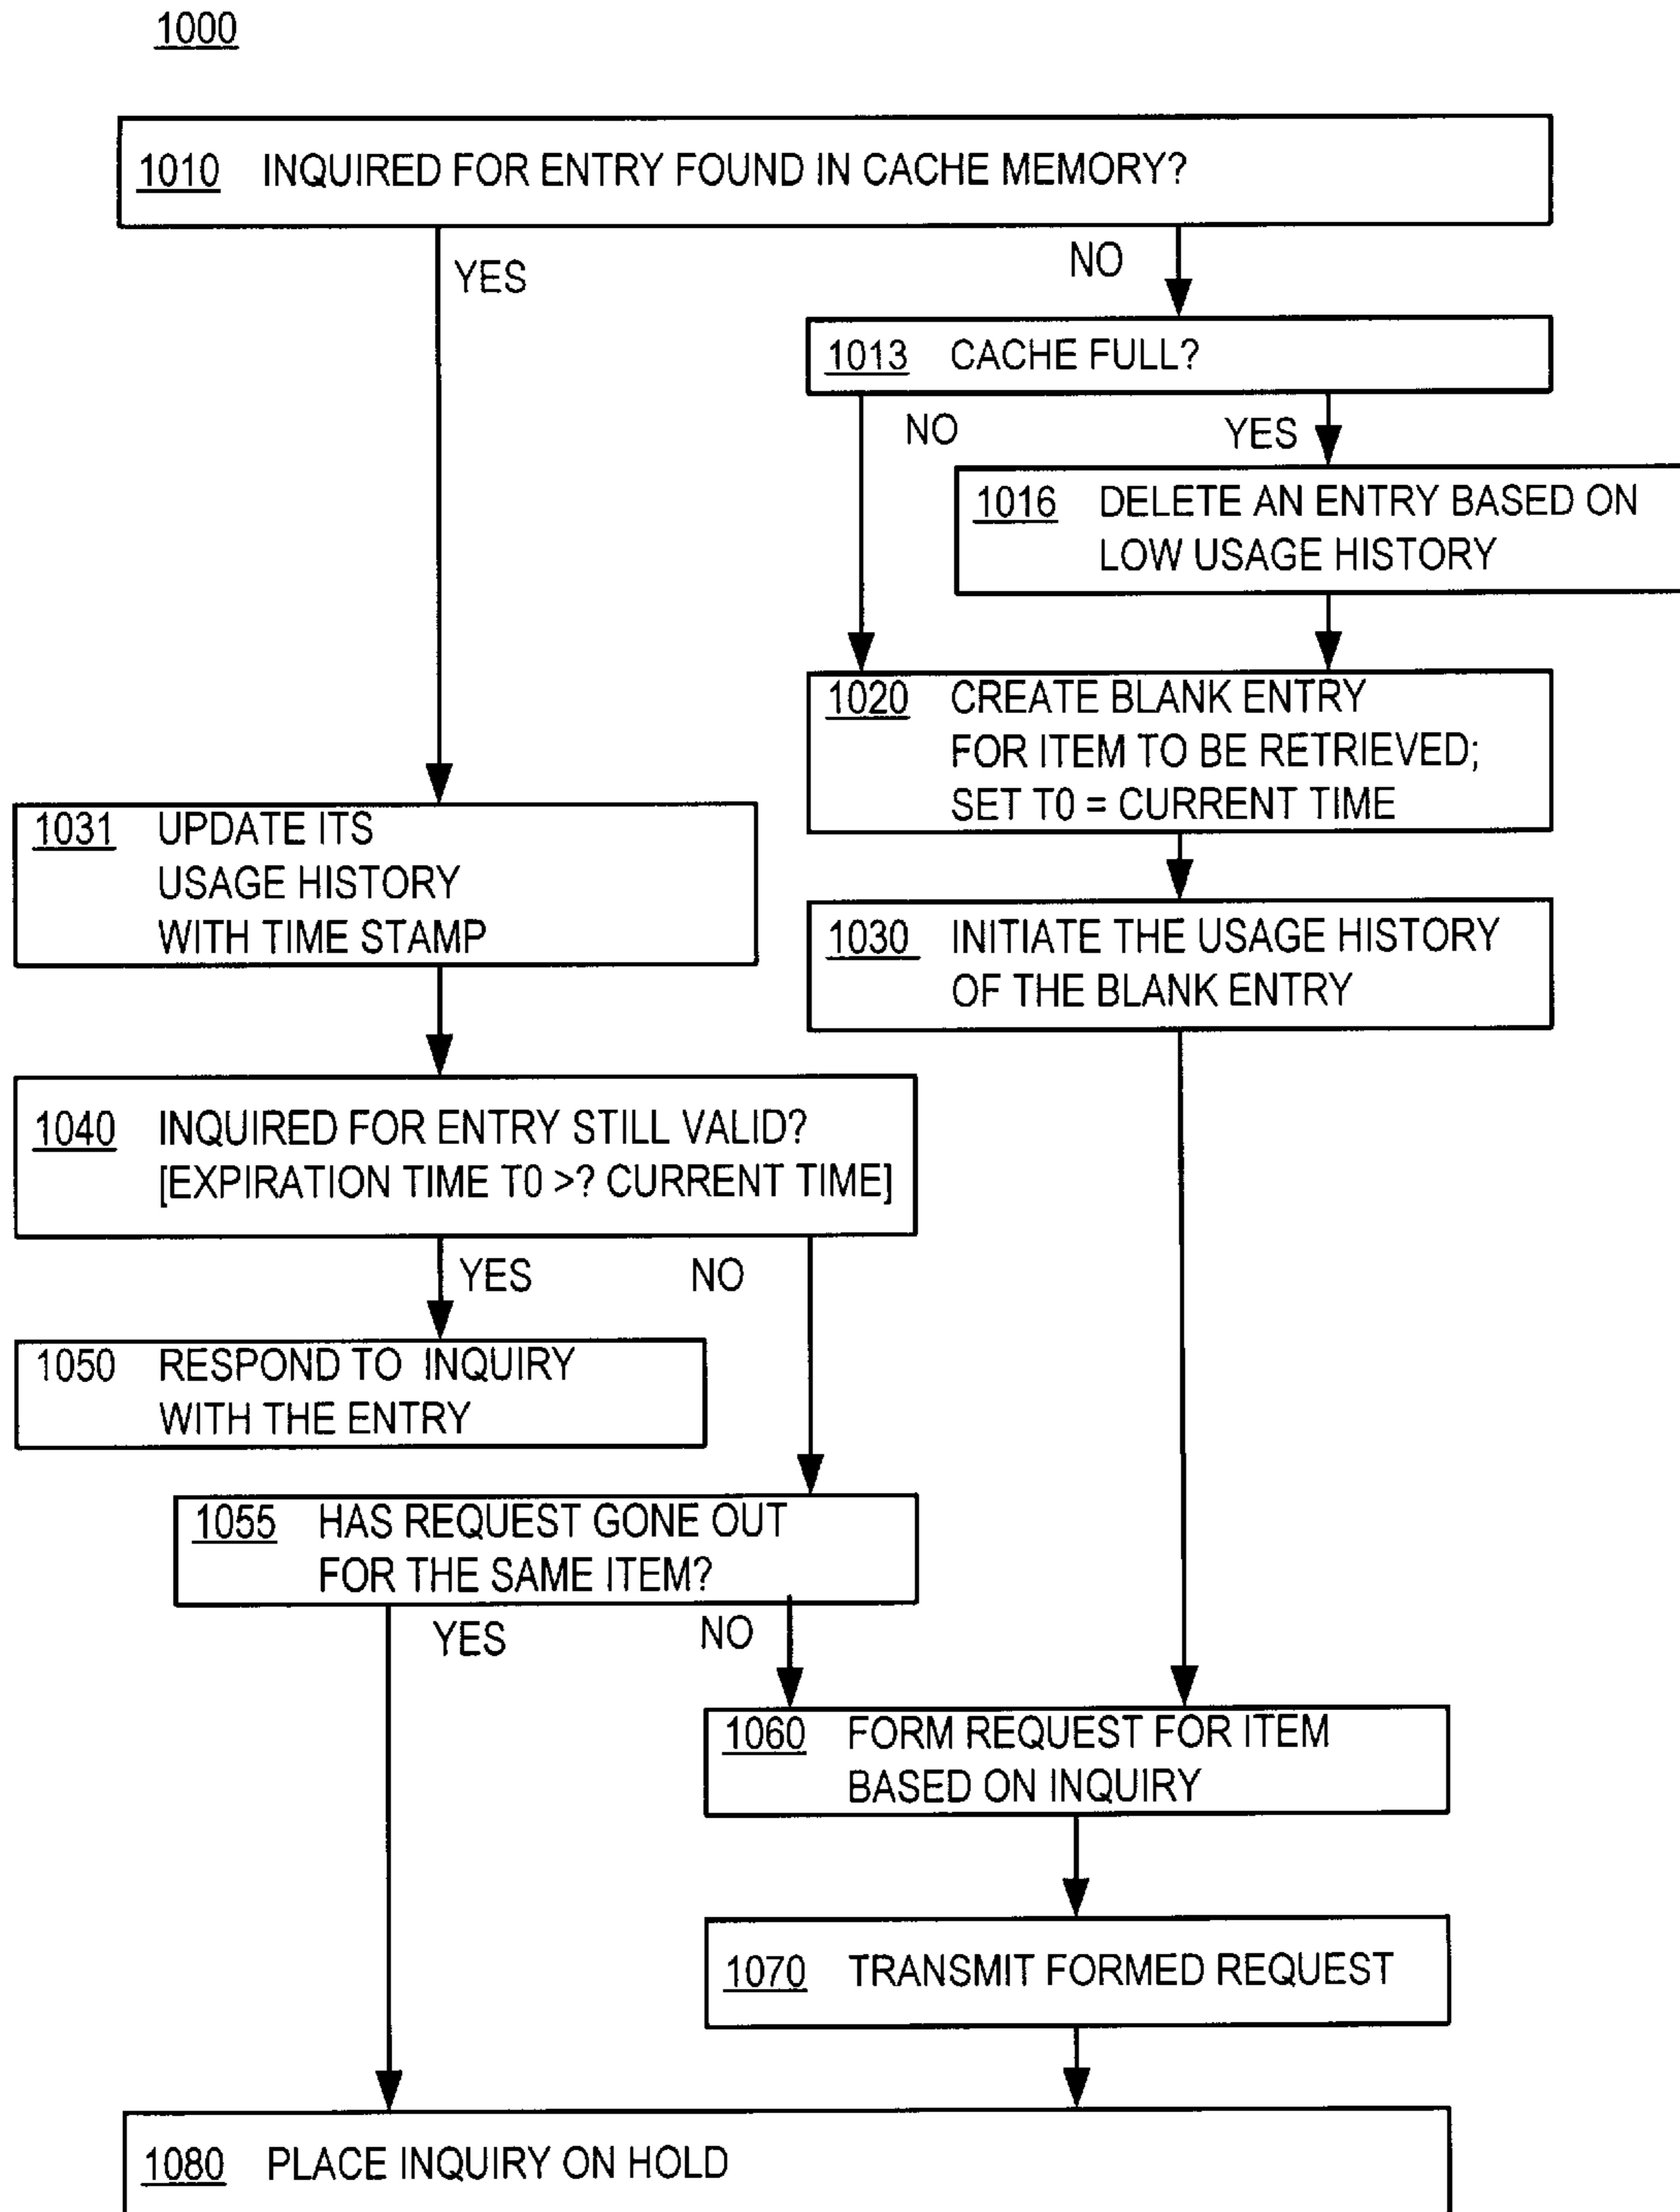 1000
1010 INQUIRED FOR ENTRY FOUND IN CACHE MEMORY?
YES
NO
1013 CACHE FULL?
NO
YES
1016 DELETE AN ENTRY BASED ON
LOW USAGE HISTORY
1020 CREATE BLANK ENTRY
FOR ITEM TO BE RETRIEVED;
SET T0 = CURRENT TIME
1031 UPDATE ITS
USAGE HISTORY
WITH TIME STAMP
1030 INITIATE THE USAGE HISTORY
OF THE BLANK ENTRY
1040 INQUIRED FOR ENTRY STILL VALID?
[EXPIRATION TIME T0 >? CURRENT TIME]
YES
NO
1050 RESPOND TO INQUIRY
WITH THE ENTRY
1055 HAS REQUEST GONE OUT
FOR THE SAME ITEM?
YES
NO
1060 FORM REQUEST FOR ITEM
BASED ON INQUIRY
1070 TRANSMIT FORMED REQUEST
1080 PLACE INQUIRY ON HOLD